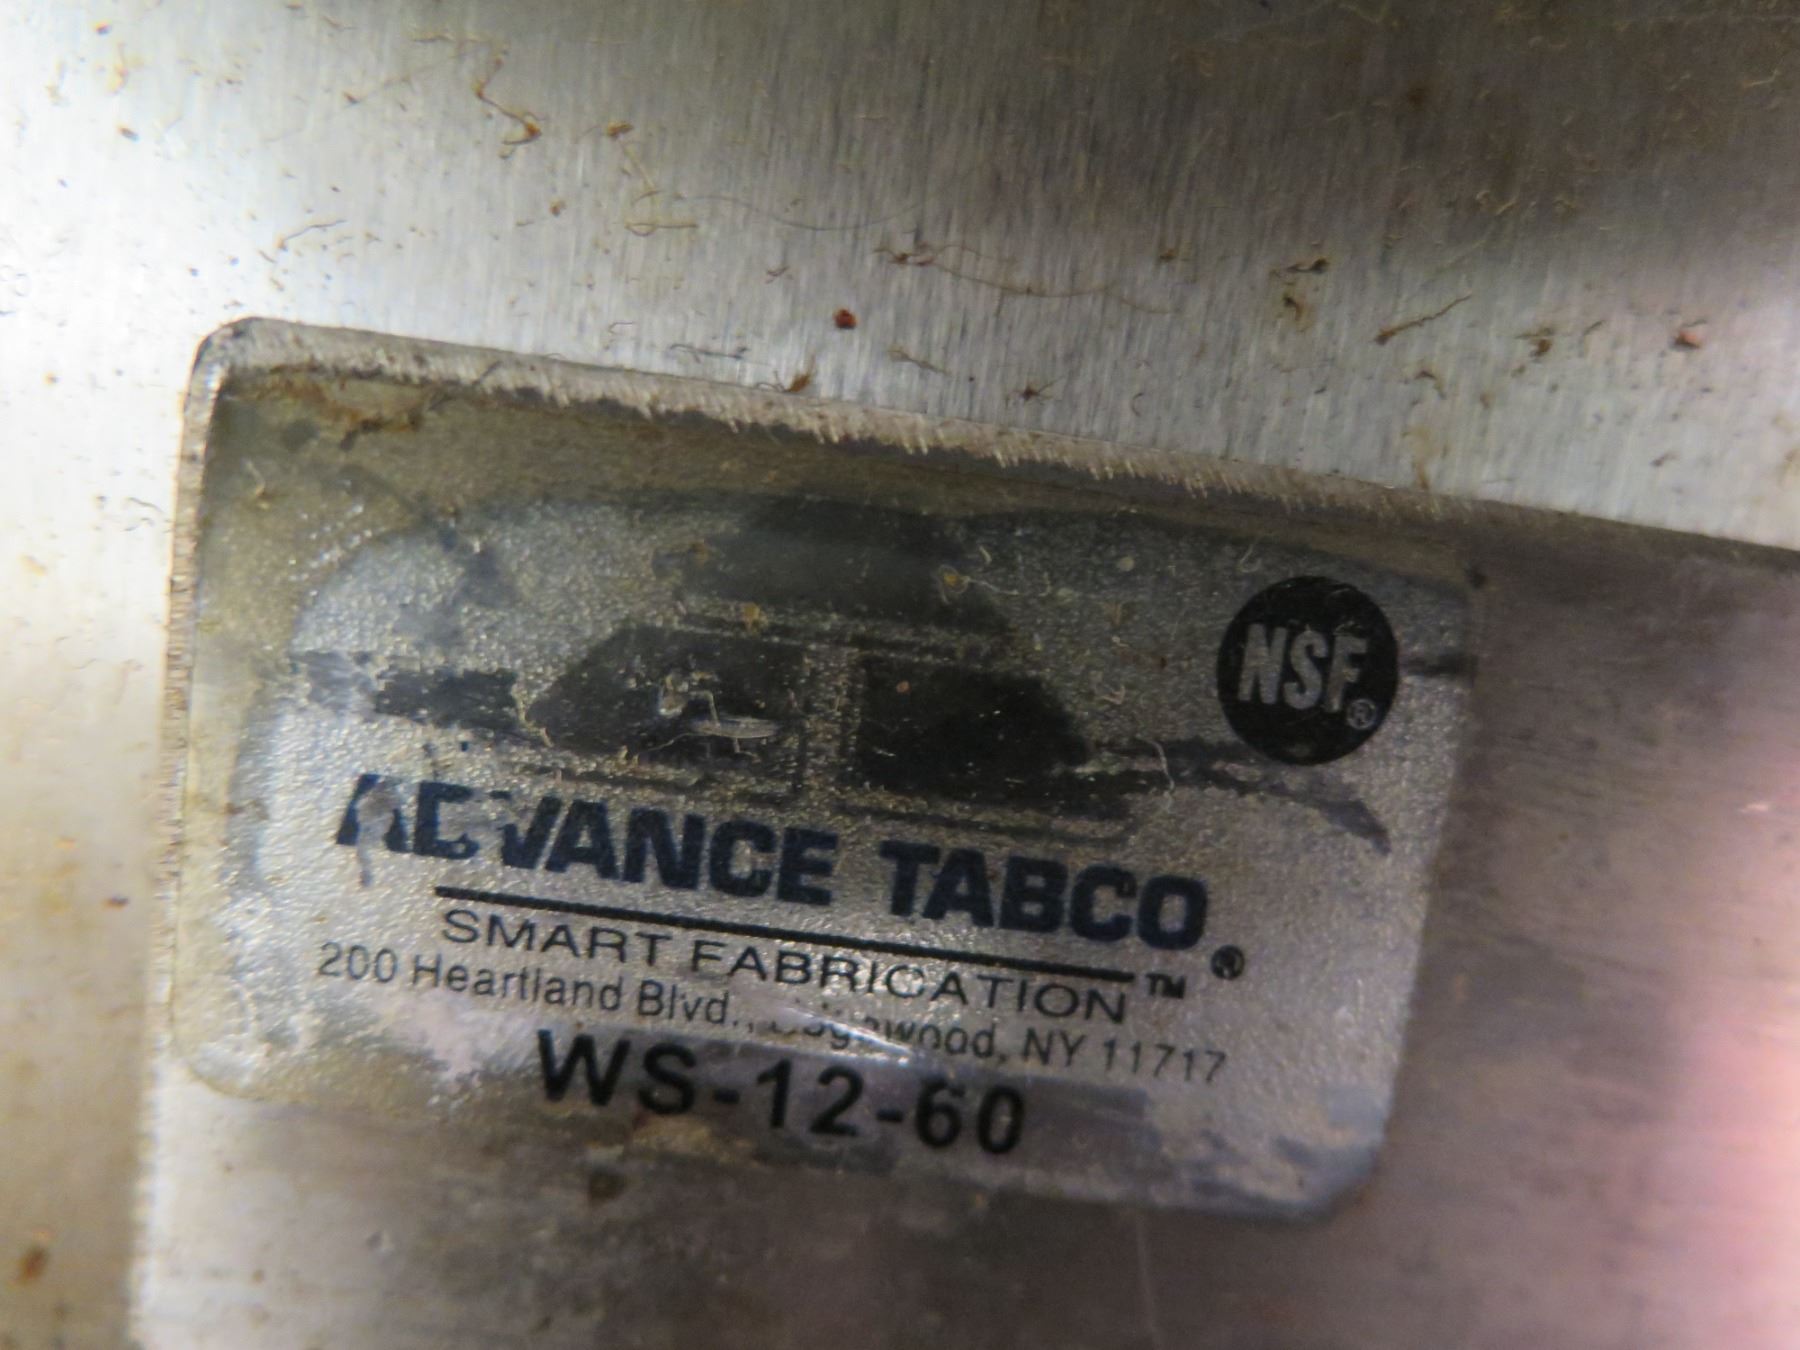 NSF®
ADVANCE TABCO®
SMART FABRICATION™
200 Heartland Blvd., NY 11717
WS-12-60